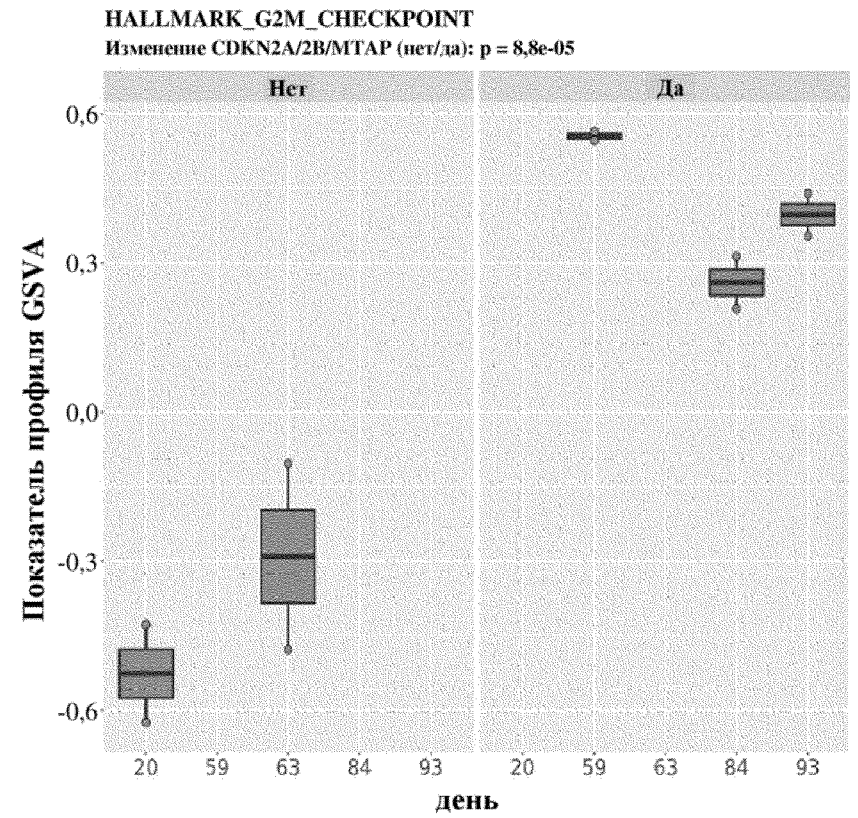 HALLMARK_G2M_CHECKPOINT
Изменение CDKN2A/2B/MTAP (нет/да): p = 8,8e-05
Нет Да
0,6
0,3
0,0
-0,3
-0,6
Показатель профиля GSVA
20 59 63 84 93 20 59 63 84 93
день